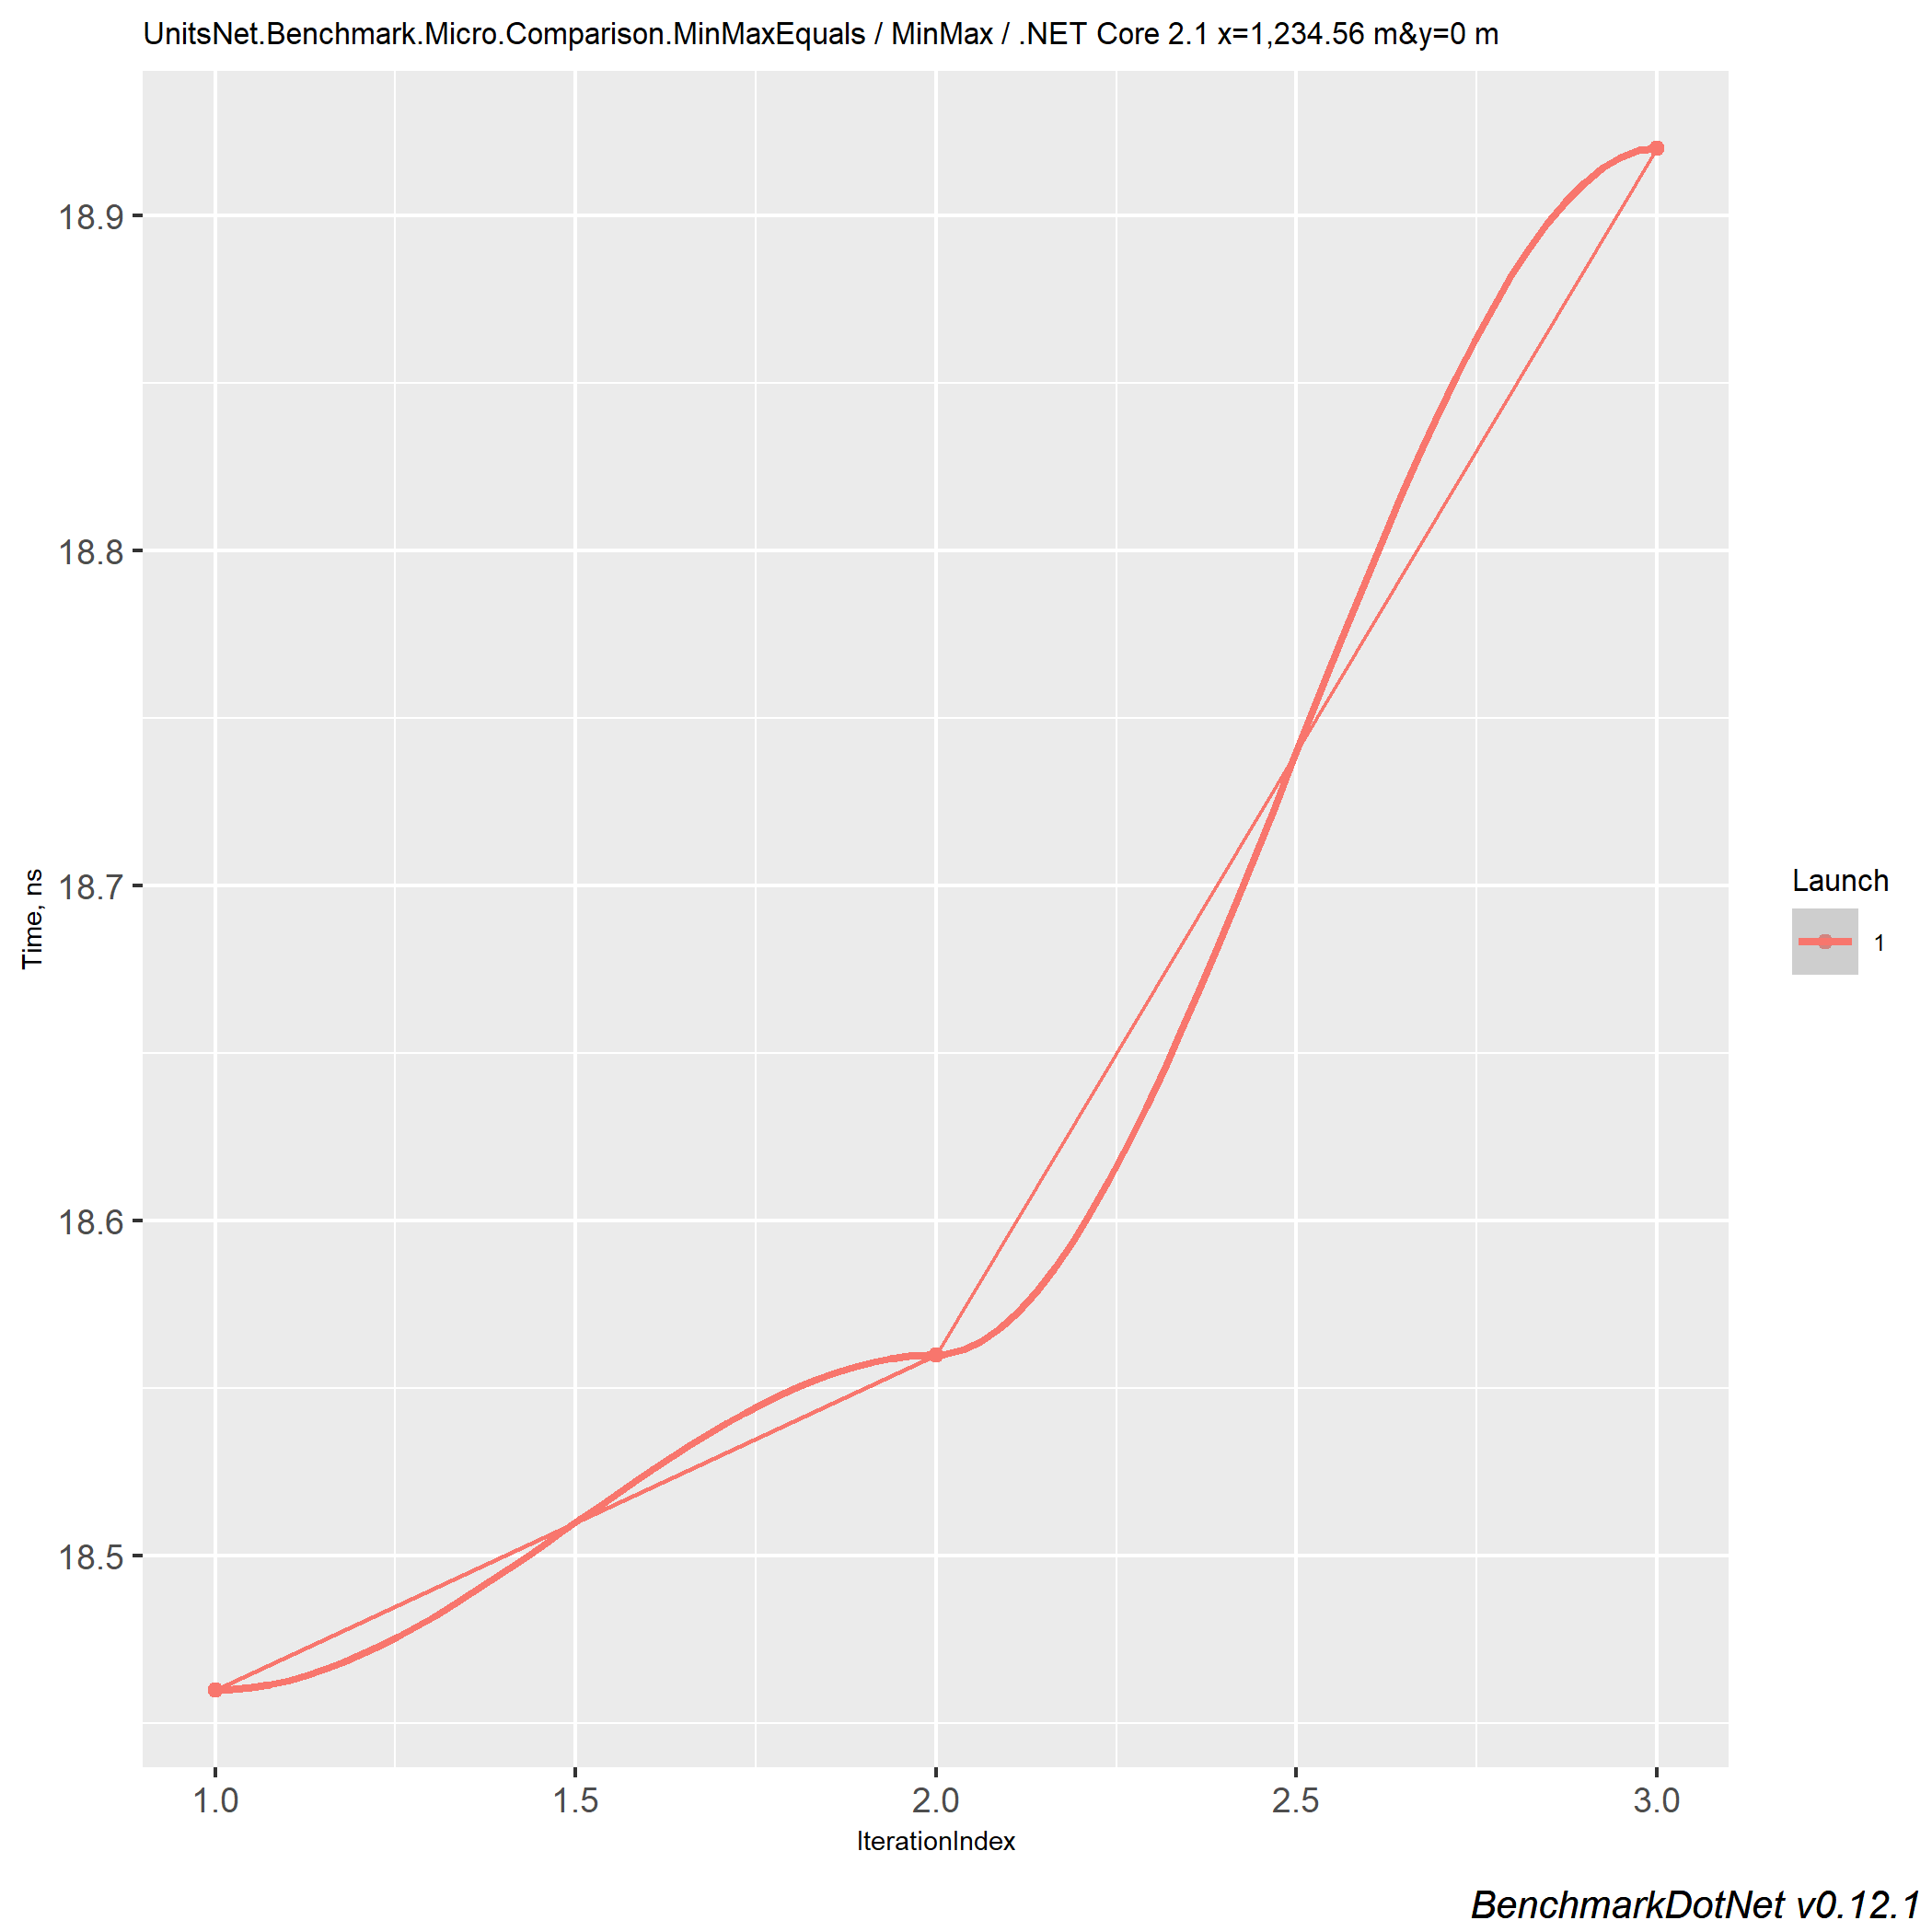 UnitsNet.Benchmark.Micro.Comparison.MinMaxEquals / MinMax / .NET Core 2.1 x=1,234.56 m&y=0 m
Time, ns
18.9
18.8
18.7
18.6
18.5
1.0 1.5 2.0 2.5 3.0
IterationIndex
Launch
1
BenchmarkDotNet v0.12.1